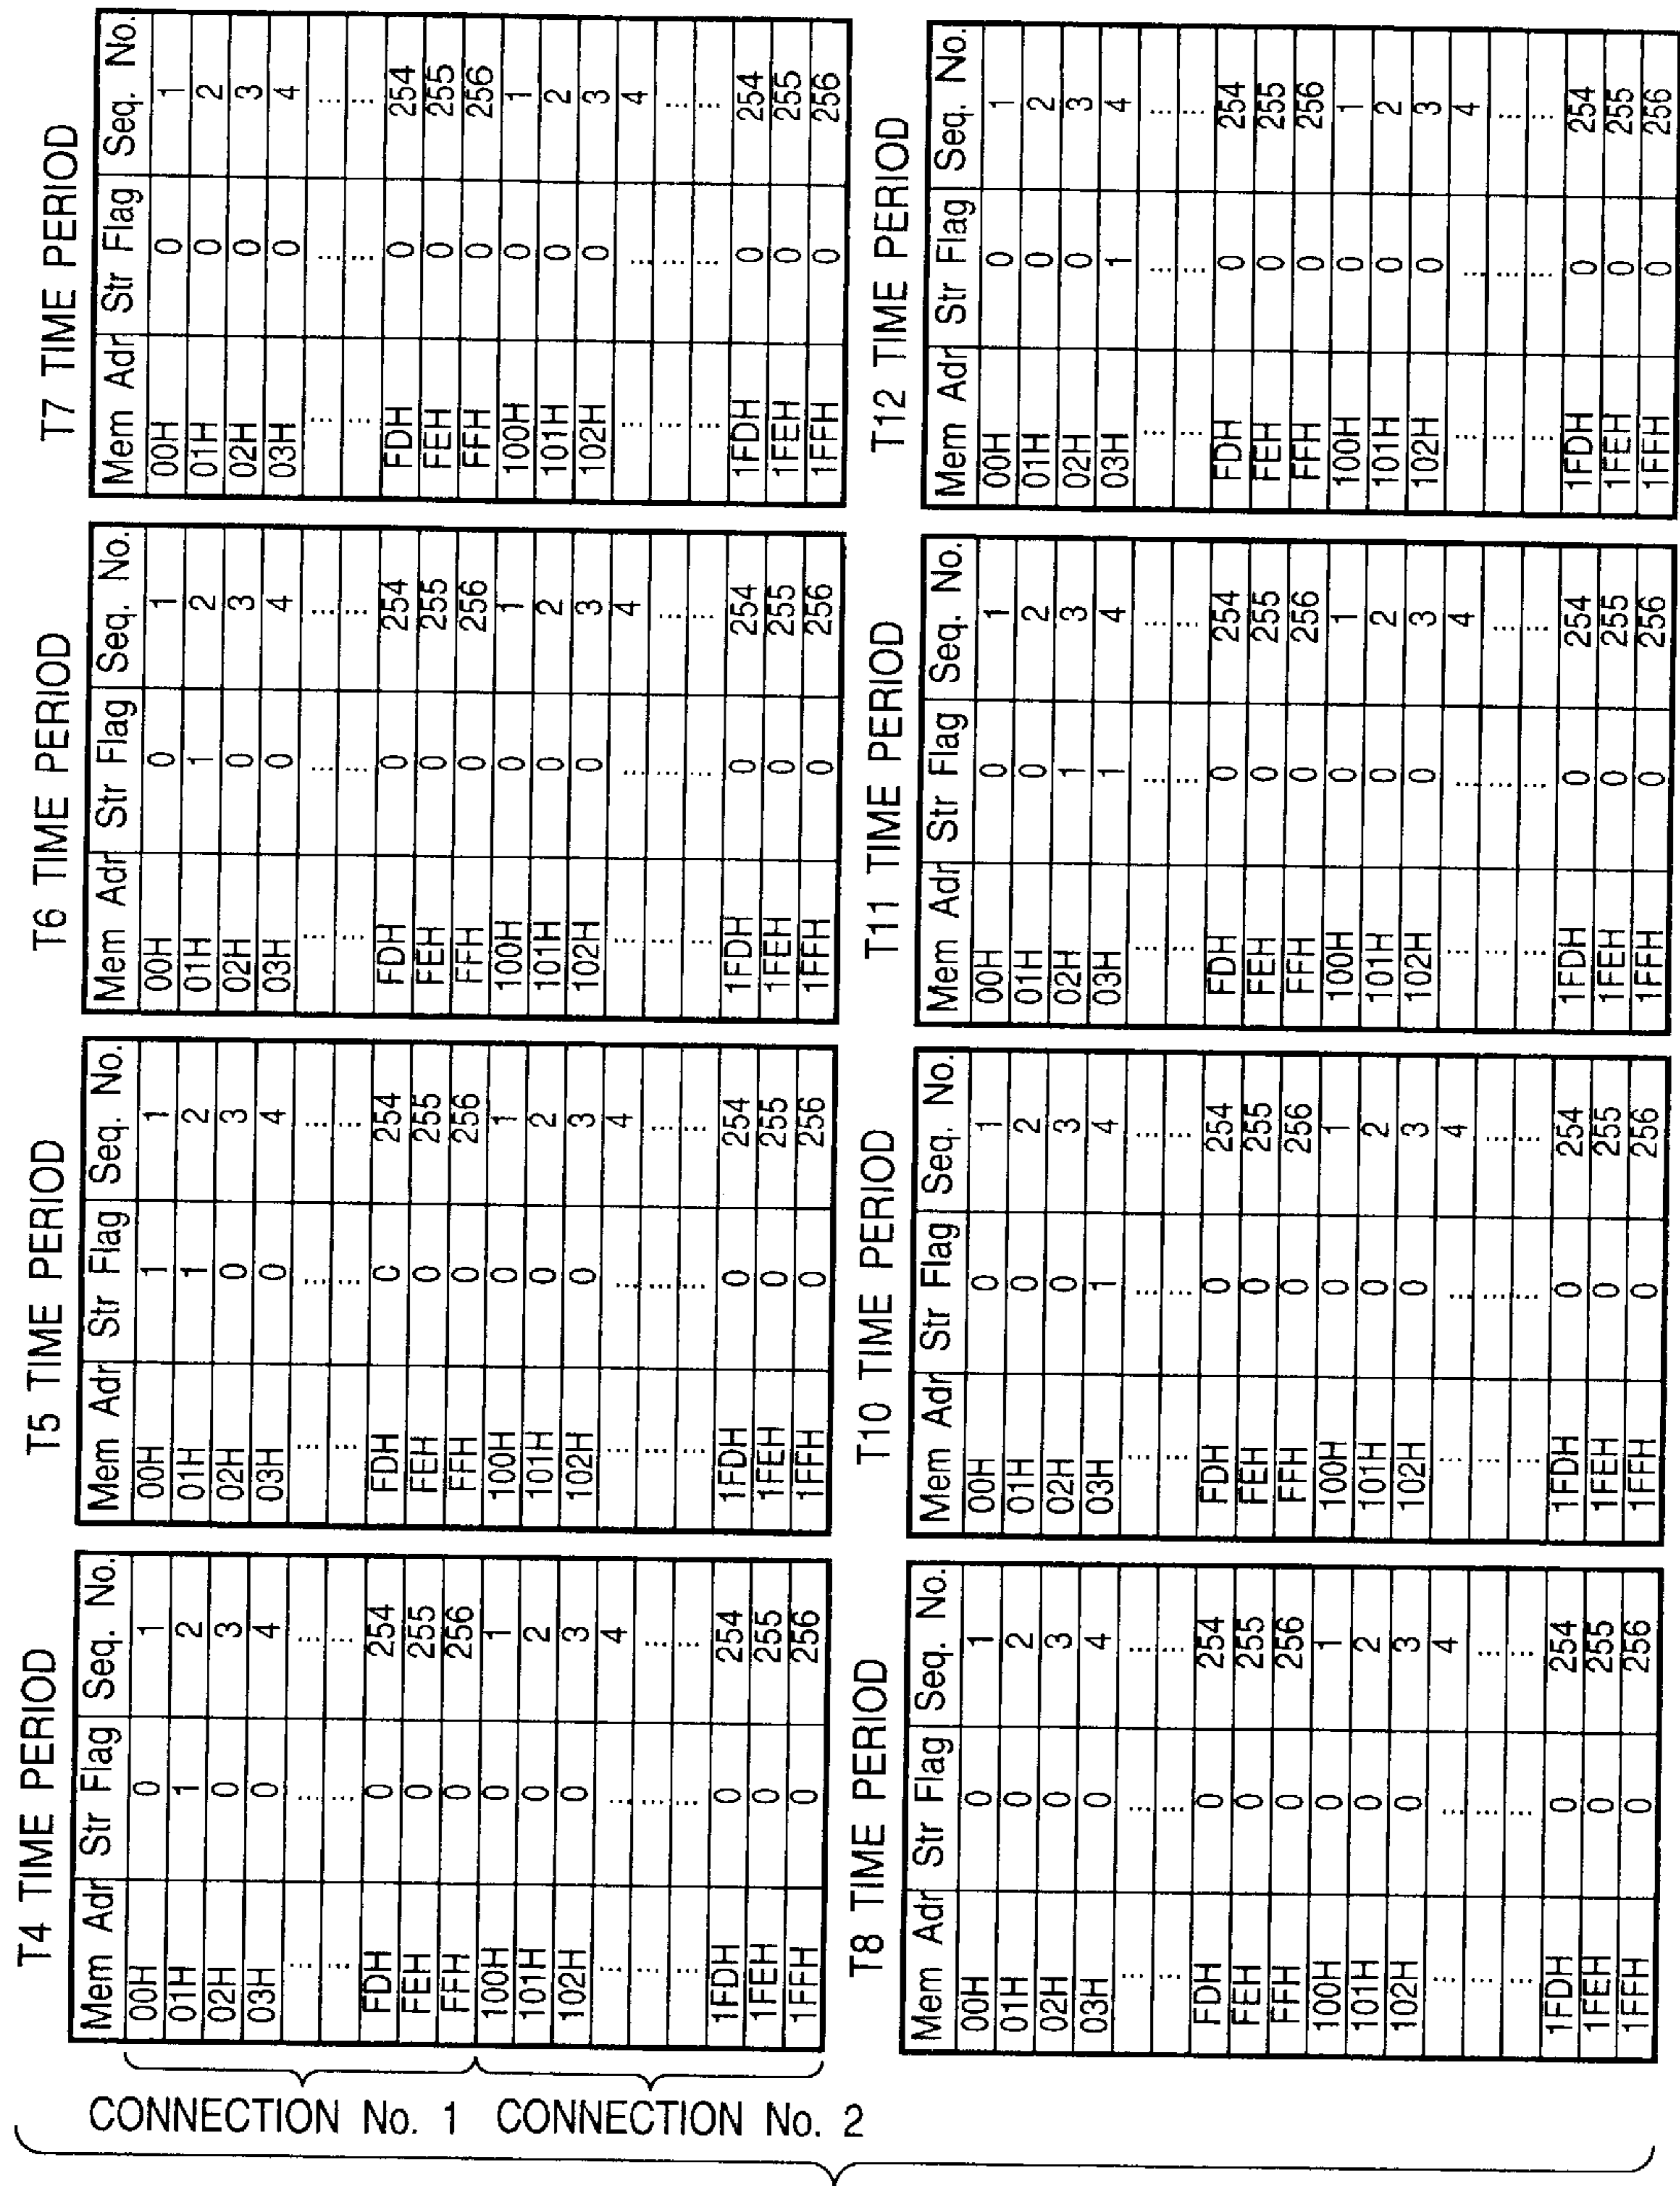 T4 TIME PERIOD
Mem Adr Str Flag Seq. No.
00H 0 1
01H 1 2
02H 0 3
03H 0 4
... ... ...
... ... ...
FDH 0 254
FEH 0 255
FFH 0 256
100H 0 1
101H 0 2
102H 0 3
... ... 4
... ... ...
... ... ...
1FDH 0 254
1FEH 0 255
1FFH 0 256
T5 TIME PERIOD
Mem Adr Str Flag Seq. No.
00H 1 1
01H 1 2
02H 0 3
03H 0 4
... ... ...
... ... ...
FDH C 254
FEH 0 255
FFH 0 256
100H 0 1
101H 0 2
102H 0 3
... ... 4
... ... ...
... ... ...
1FDH 0 254
1FEH 0 255
1FFH 0 256
T6 TIME PERIOD
Mem Adr Str Flag Seq. No.
00H 0 1
01H 1 2
02H 0 3
03H 0 4
... ... ...
... ... ...
FDH 0 254
FEH 0 255
FFH 0 256
100H 0 1
101H 0 2
102H 0 3
... ... 4
... ... ...
... ... ...
1FDH 0 254
1FEH 0 255
1FFH 0 256
T7 TIME PERIOD
Mem Adr Str Flag Seq. No.
00H 0 1
01H 0 2
02H 0 3
03H 0 4
... ... ...
... ... ...
FDH 0 254
FEH 0 255
FFH 0 256
100H 0 1
101H 0 2
102H 0 3
... ... 4
... ... ...
... ... ...
1FDH 0 254
1FEH 0 255
1FFH 0 256
CONNECTION No. 1
CONNECTION No. 2
T8 TIME PERIOD
Mem Adr Str Flag Seq. No.
00H 0 1
01H 0 2
02H 0 3
03H 0 4
... ... ...
... ... ...
FDH 0 254
FEH 0 255
FFH 0 256
100H 0 1
101H 0 2
102H 0 3
... ... 4
... ... ...
... ... ...
1FDH 0 254
1FEH 0 255
1FFH 0 256
T10 TIME PERIOD
Mem Adr Str Flag Seq. No.
00H 0 1
01H 0 2
02H 0 3
03H 1 4
... ... ...
... ... ...
FDH 0 254
FEH 0 255
FFH 0 256
100H 0 1
101H 0 2
102H 0 3
... ... 4
... ... ...
... ... ...
1FDH 0 254
1FEH 0 255
1FFH 0 256
T11 TIME PERIOD
Mem Adr Str Flag Seq. No.
00H 0 1
01H 0 2
02H 1 3
03H 1 4
... ... ...
... ... ...
FDH 0 254
FEH 0 255
FFH 0 256
100H 0 1
101H 0 2
102H 0 3
... ... 4
... ... ...
... ... ...
1FDH 0 254
1FEH 0 255
1FFH 0 256
T12 TIME PERIOD
Mem Adr Str Flag Seq. No.
00H 0 1
01H 0 2
02H 0 3
03H 1 4
... ... ...
... ... ...
FDH 0 254
FEH 0 255
FFH 0 256
100H 0 1
101H 0 2
102H 0 3
... ... 4
... ... ...
... ... ...
1FDH 0 254
1FEH 0 255
1FFH 0 256